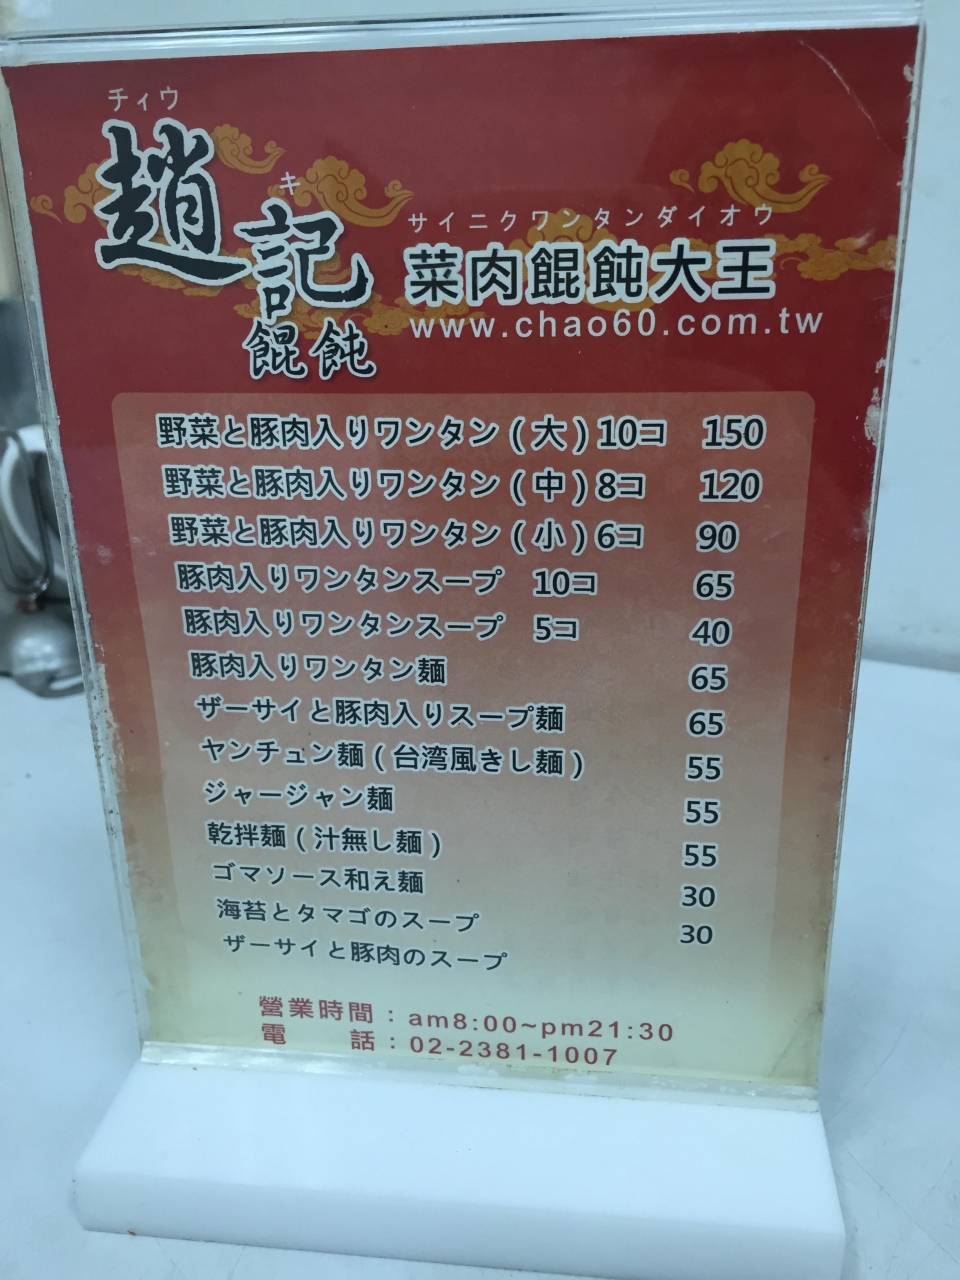 チィウ
趙
キ
記
餛飩
サイニクワンタンダイオウ
菜肉餛飩大王
www.chao60.com.tw
野菜と豚肉入りワンタン(大)10コ 150
野菜と豚肉入りワンタン(中)8コ 120
野菜と豚肉入りワンタン(小)6コ 90
豚肉入りワンタンスープ 10コ 65
豚肉入りワンタンスープ 5コ 40
豚肉入りワンタン麺 65
ザーサイと豚肉入りスープ麺 65
ヤンチュン麺(台湾風きし麺) 55
ジャージャン麺 55
乾拌麺(汁無し麺) 55
ゴマソース和え麺 30
海苔とタマゴのスープ 30
ザーサイと豚肉のスープ
營業時間：am8:00~pm21:30
電　　話：02-2381-1007